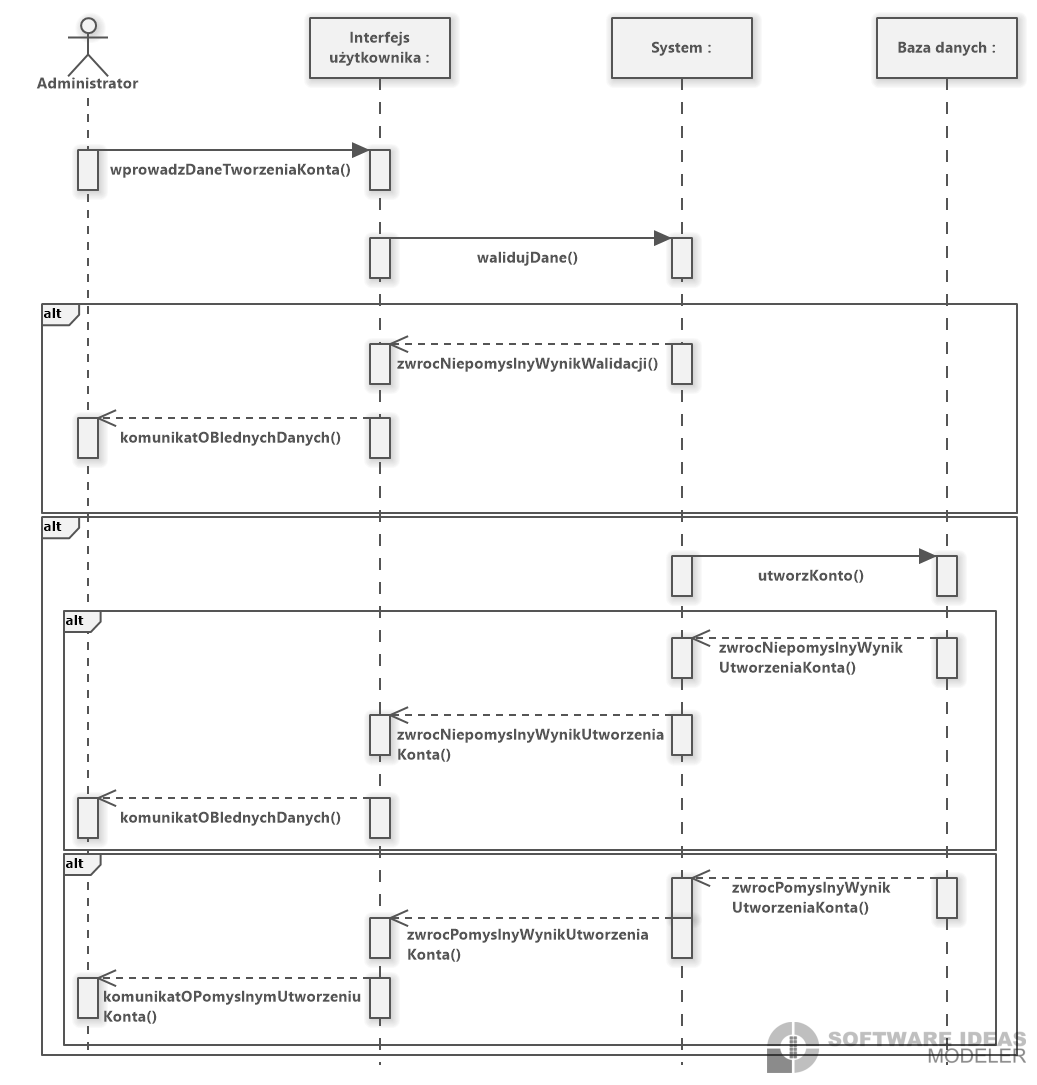 Administrator
Interfejs
użytkownika :
System :
Baza danych :
wprowadzDaneTworzeniaKonta()
walidujDane()
alt
zwrocNiepomyslnyWynikWalidacji()
komunikatOBlednychDanych()
alt
utworzKonto()
alt
zwrocNiepomyslnyWynik
UtworzeniaKonta()
zwrocNiepomyslnyWynikUtworzenia
Konta()
komunikatOBlednychDanych()
alt
zwrocPomyslnyWynik
UtworzeniaKonta()
zwrocPomyslnyWynikUtworzenia
Konta()
komunikatOPomyslnymUtworzeniu
Konta()
SOFTWARE IDEAS
MODELER